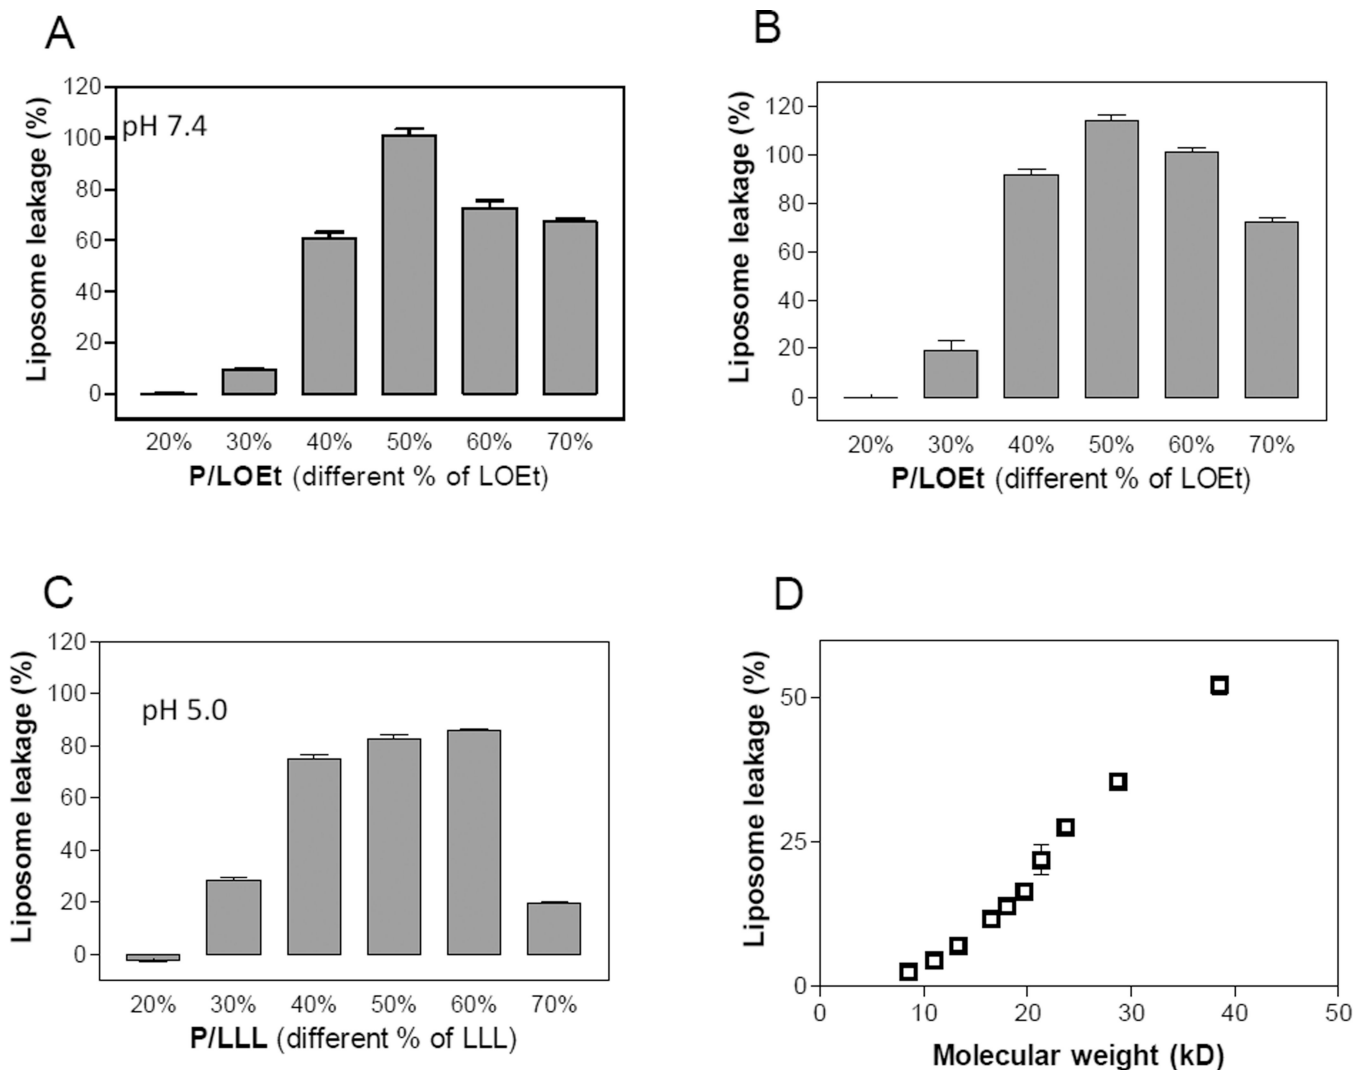 A
Liposome leakage (%)
120
100
80
60
40
20
0
pH 7.4
20% 30% 40% 50% 60% 70%
P/LOEt (different % of LOEt)
B
Liposome leakage (%)
120
100
80
60
40
20
0
20% 30% 40% 50% 60% 70%
P/LOEt (different % of LOEt)
C
Liposome leakage (%)
120
100
80
60
40
20
0
pH 5.0
20% 30% 40% 50% 60% 70%
P/LLL (different % of LLL)
D
Liposome leakage (%)
50
25
0
0 10 20 30 40 50
Molecular weight (kD)